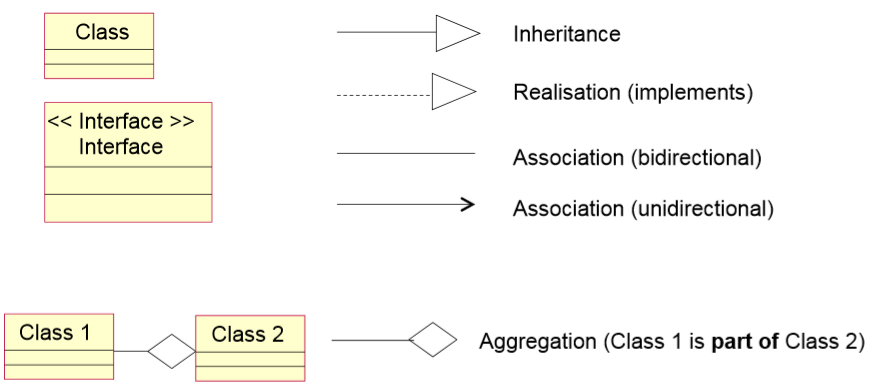 Class
Inheritance
Realisation (implements)
<< Interface >>
Interface
Association (bidirectional)
Association (unidirectional)
Class 1
Class 2
Aggregation (Class 1 is part of Class 2)